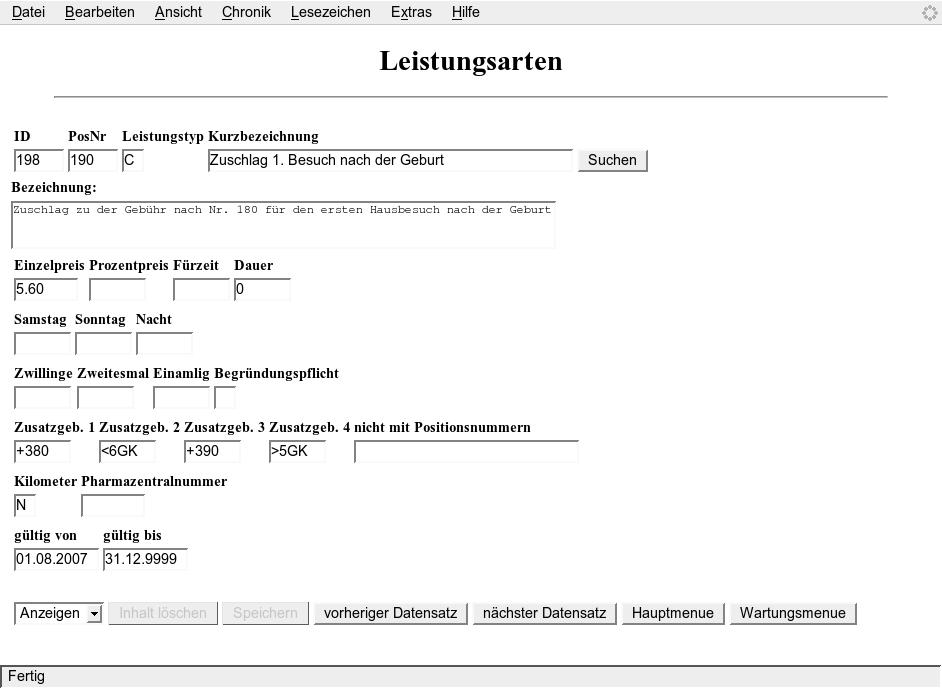 Datei Bearbeiten Ansicht Chronik Lesezeichen Extras Hilfe
Leistungsarten
ID PosNr Leistungstyp Kurzbezeichnung
198 190 C Zuschlag 1. Besuch nach der Geburt Suchen
Bezeichnung:
Zuschlag zu der Gebühr nach Nr. 180 für den ersten Hausbesuch nach der Geburt
Einzelpreis Prozentpreis Fürzeit Dauer
5.60 0
Samstag Sonntag Nacht
Zwillinge Zweitesmal Einamlig Begründungspflicht
Zusatzgeb. 1 Zusatzgeb. 2 Zusatzgeb. 3 Zusatzgeb. 4 nicht mit Positionsnummern
+380 <6GK +390 >5GK
Kilometer Pharmazentralnummer
N
gültig von gültig bis
01.08.2007 31.12.9999
Anzeigen Inhalt löschen Speichern vorheriger Datensatz nächster Datensatz Hauptmenue Wartungsmenue
Fertig